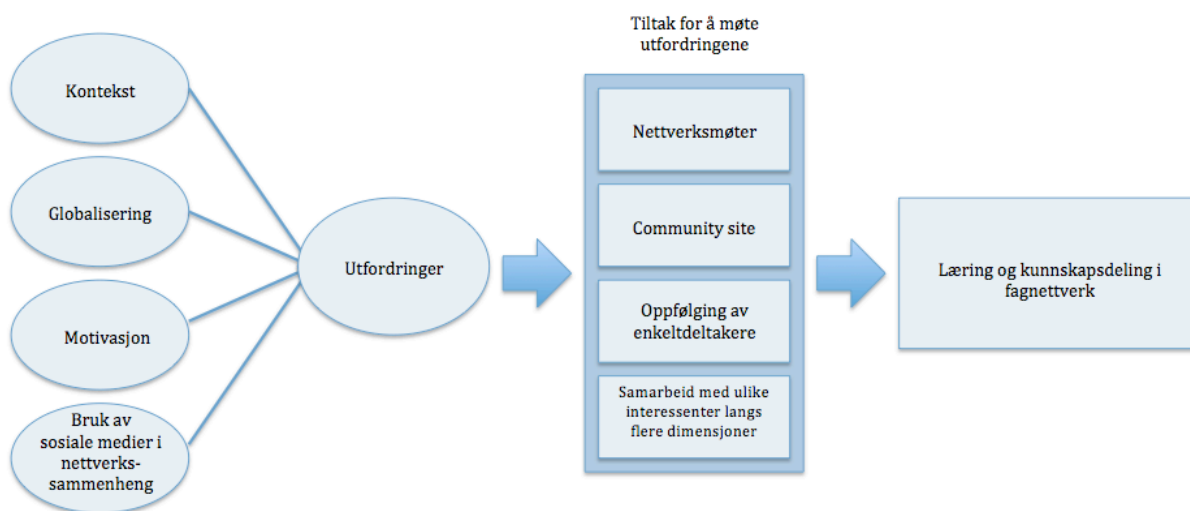 Kontekst
Globalisering
Motivasjon
Bruk av
sosiale medier i
nettverks-
sammenheng
Utfordringer
Tiltak for å møte
utfordringene
Nettverksmøter
Community site
Oppfølging av
enkeltdeltakere
Samarbeid med ulike
interessenter langs
flere dimensjoner
Læring og kunnskapsdeling i
fagnettverk